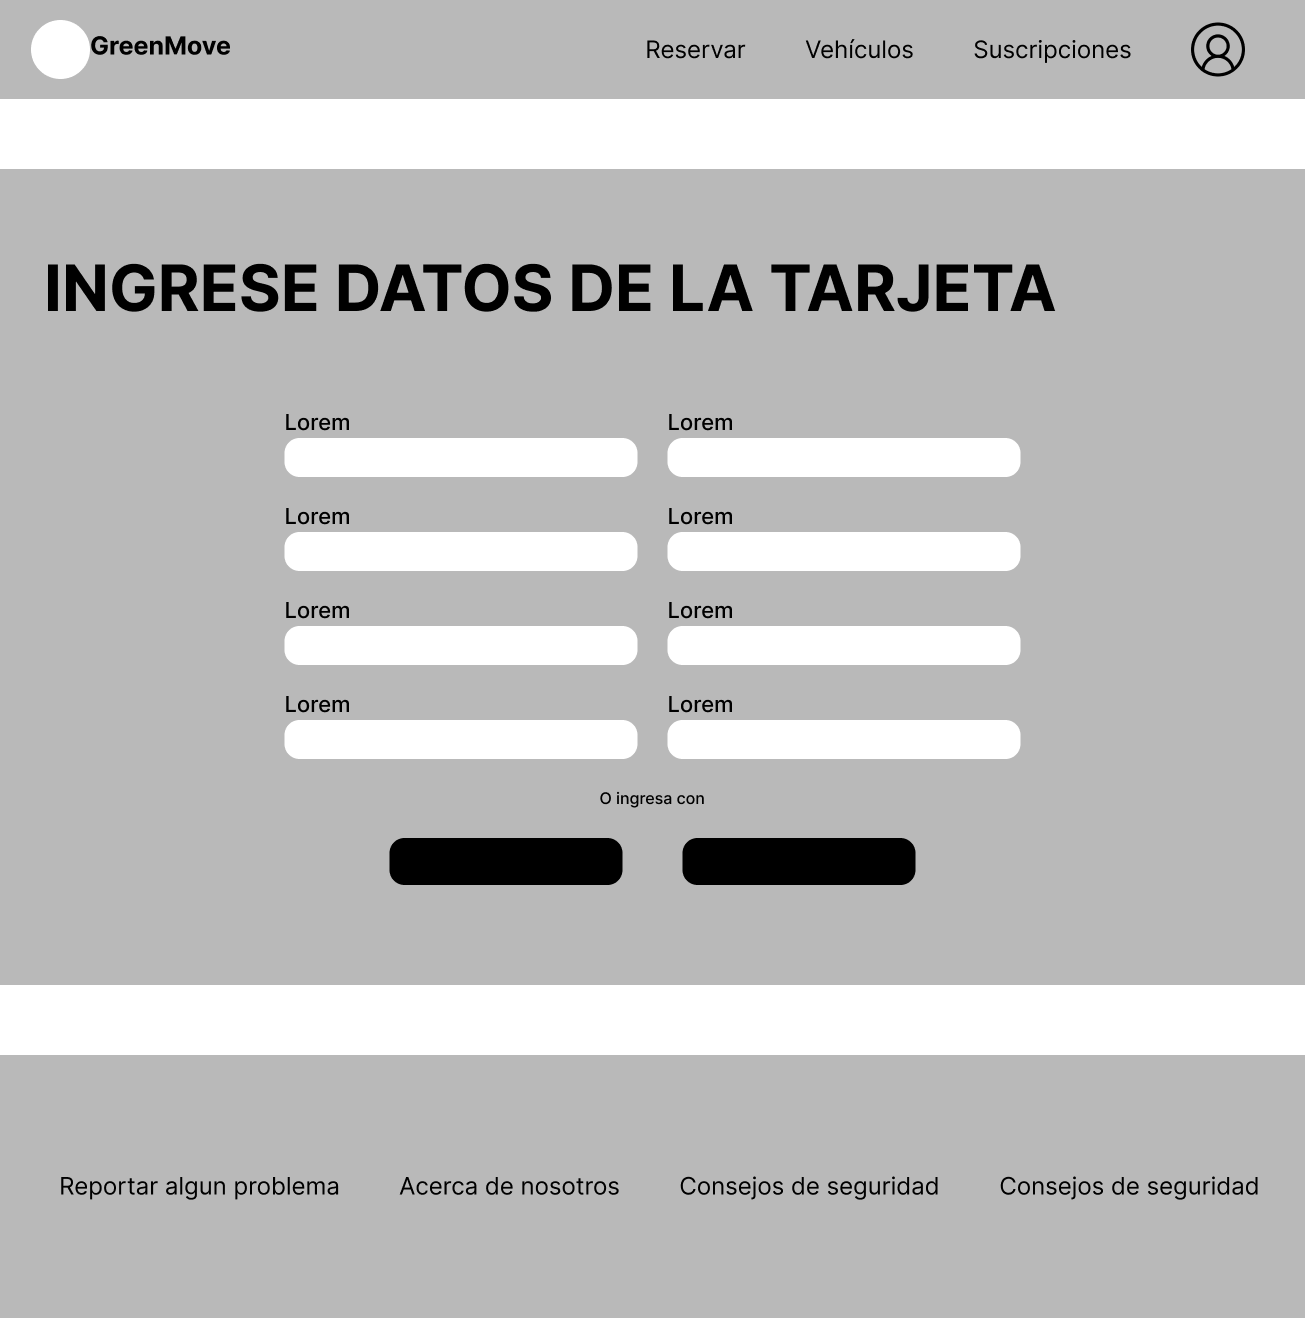 GreenMove
Reservar Vehículos Suscripciones
INGRESE DATOS DE LA TARJETA
Lorem Lorem
Lorem Lorem
Lorem Lorem
Lorem Lorem
O ingresa con
Reportar algun problema Acerca de nosotros Consejos de seguridad Consejos de seguridad